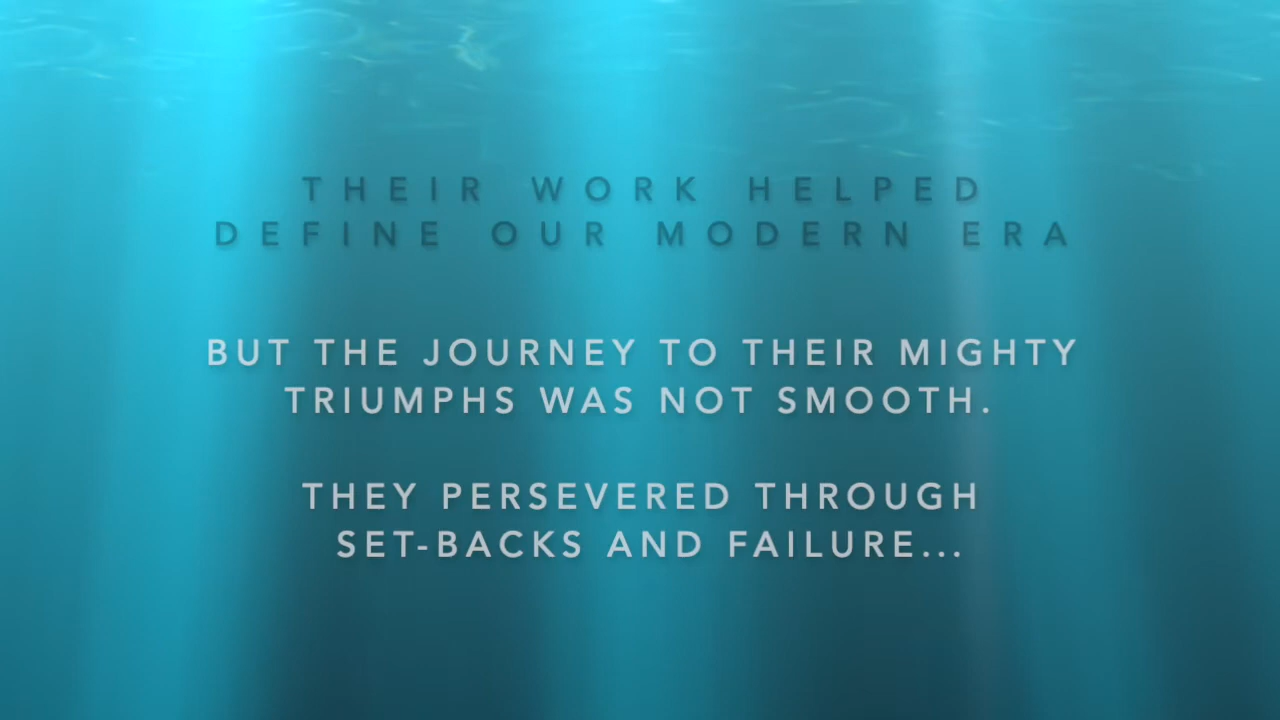 THEIR WORK HELPED
DEFINE OUR MODERN ERA
BUT THE JOURNEY TO THEIR MIGHTY
TRIUMPHS WAS NOT SMOOTH.
THEY PERSEVERED THROUGH
SET-BACKS AND FAILURE...